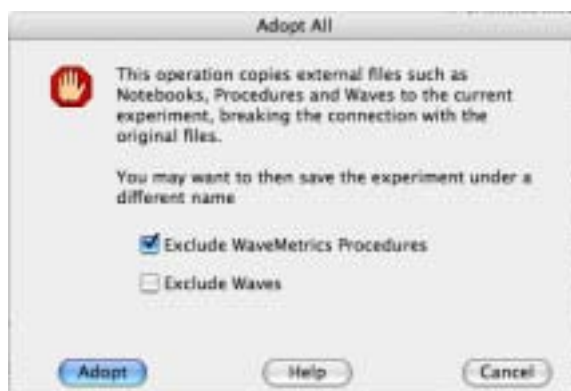 Adopt All
This operation copies external files such as
Notebooks, Procedures and Waves to the current
experiment, breaking the connection with the
original files.
You may want to then save the experiment under a
different name
Exclude WaveMetrics Procedures
Exclude Waves
Adopt
Help
Cancel